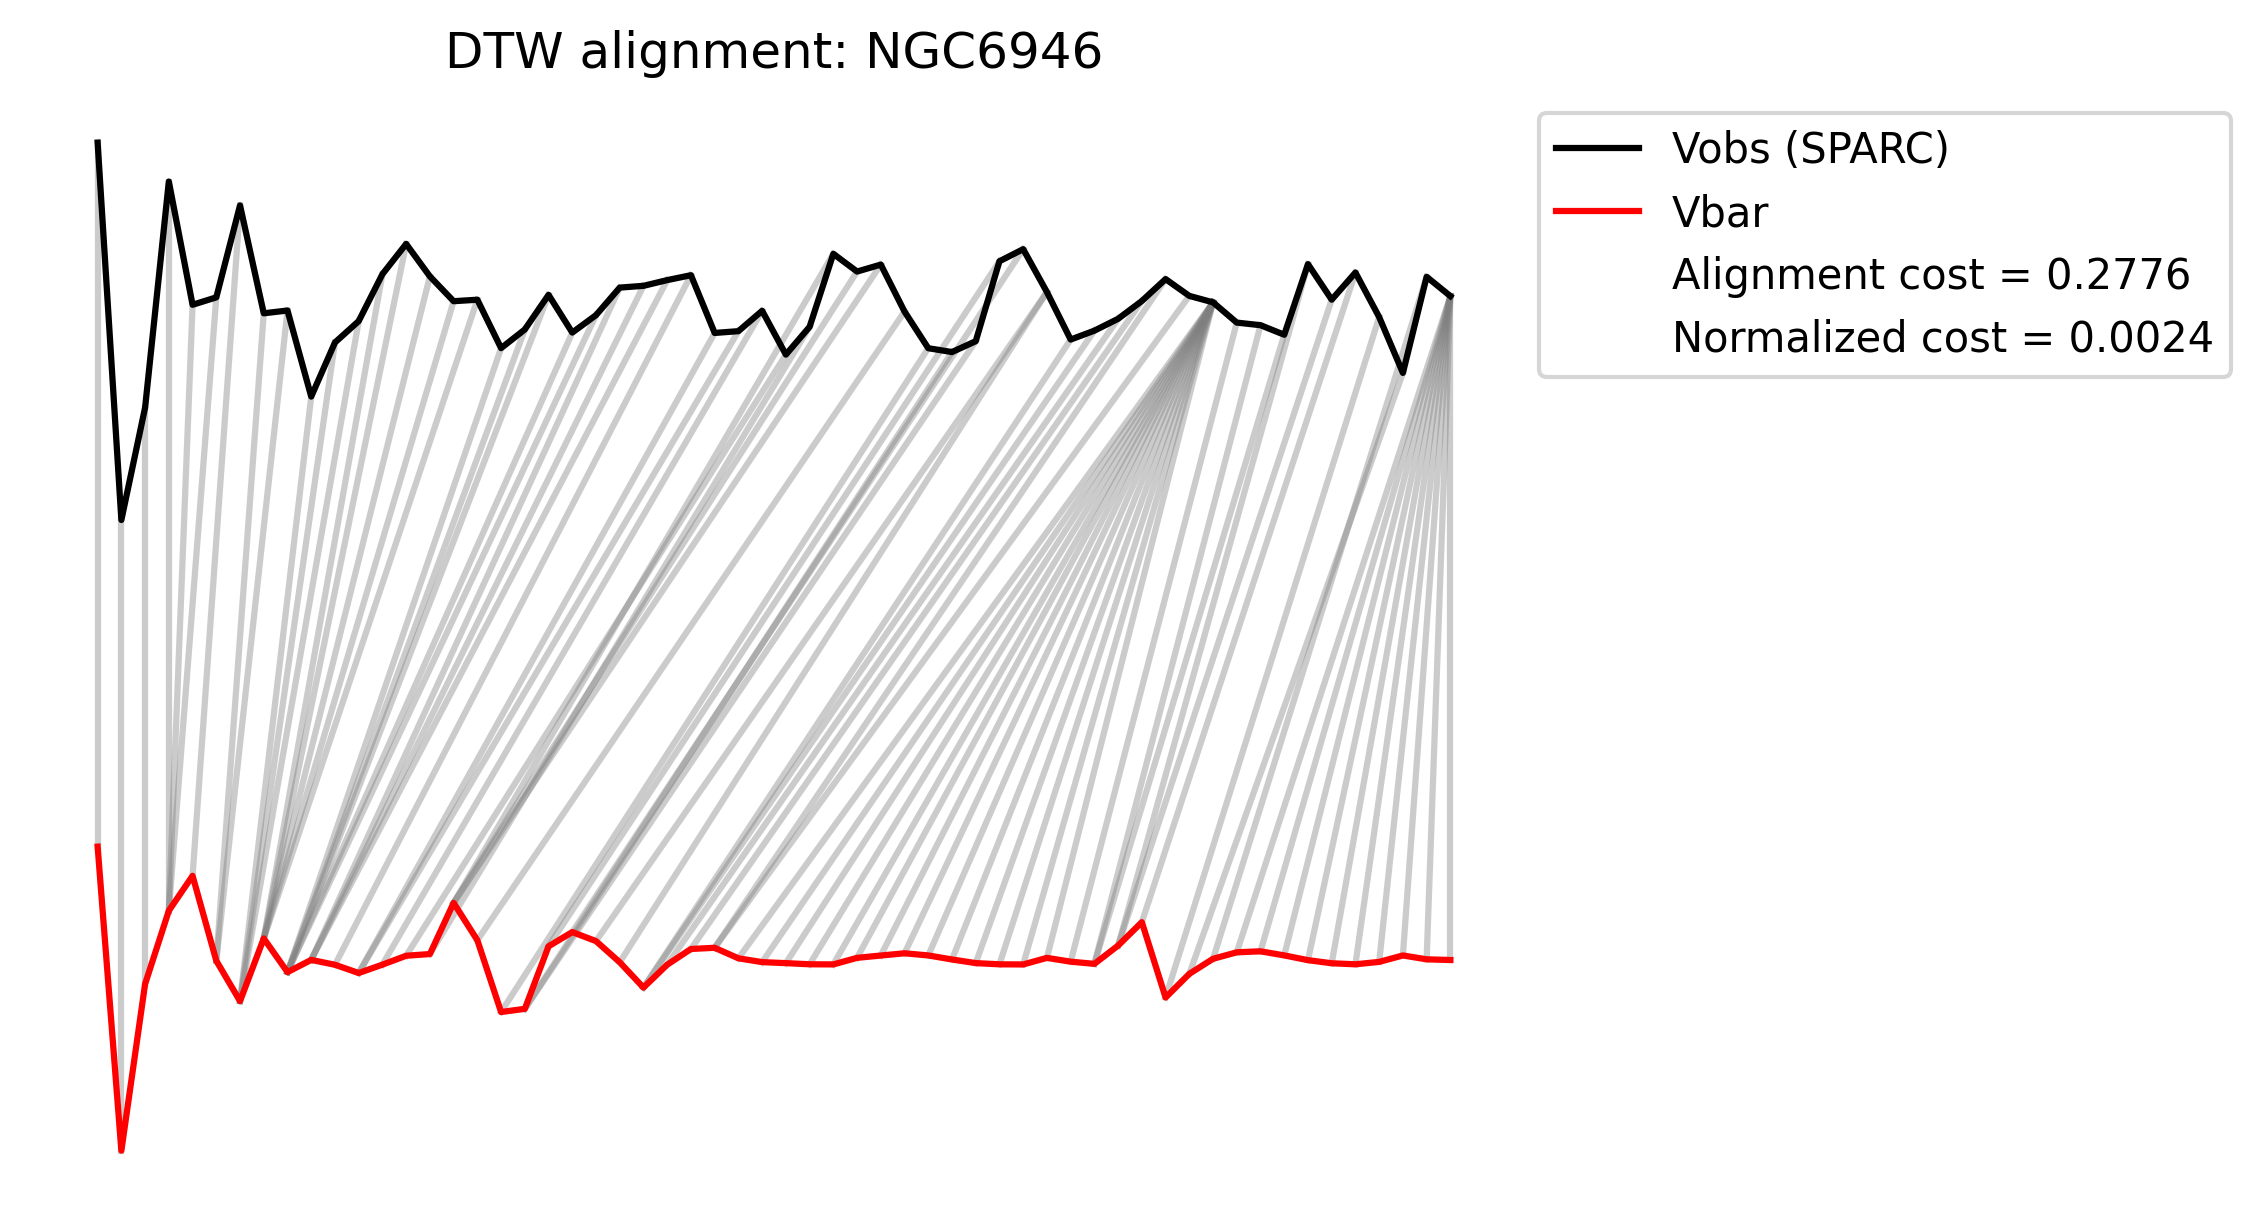 DTW alignment: NGC6946
Vobs (SPARC)
Vbar
Alignment cost = 0.2776
Normalized cost = 0.0024